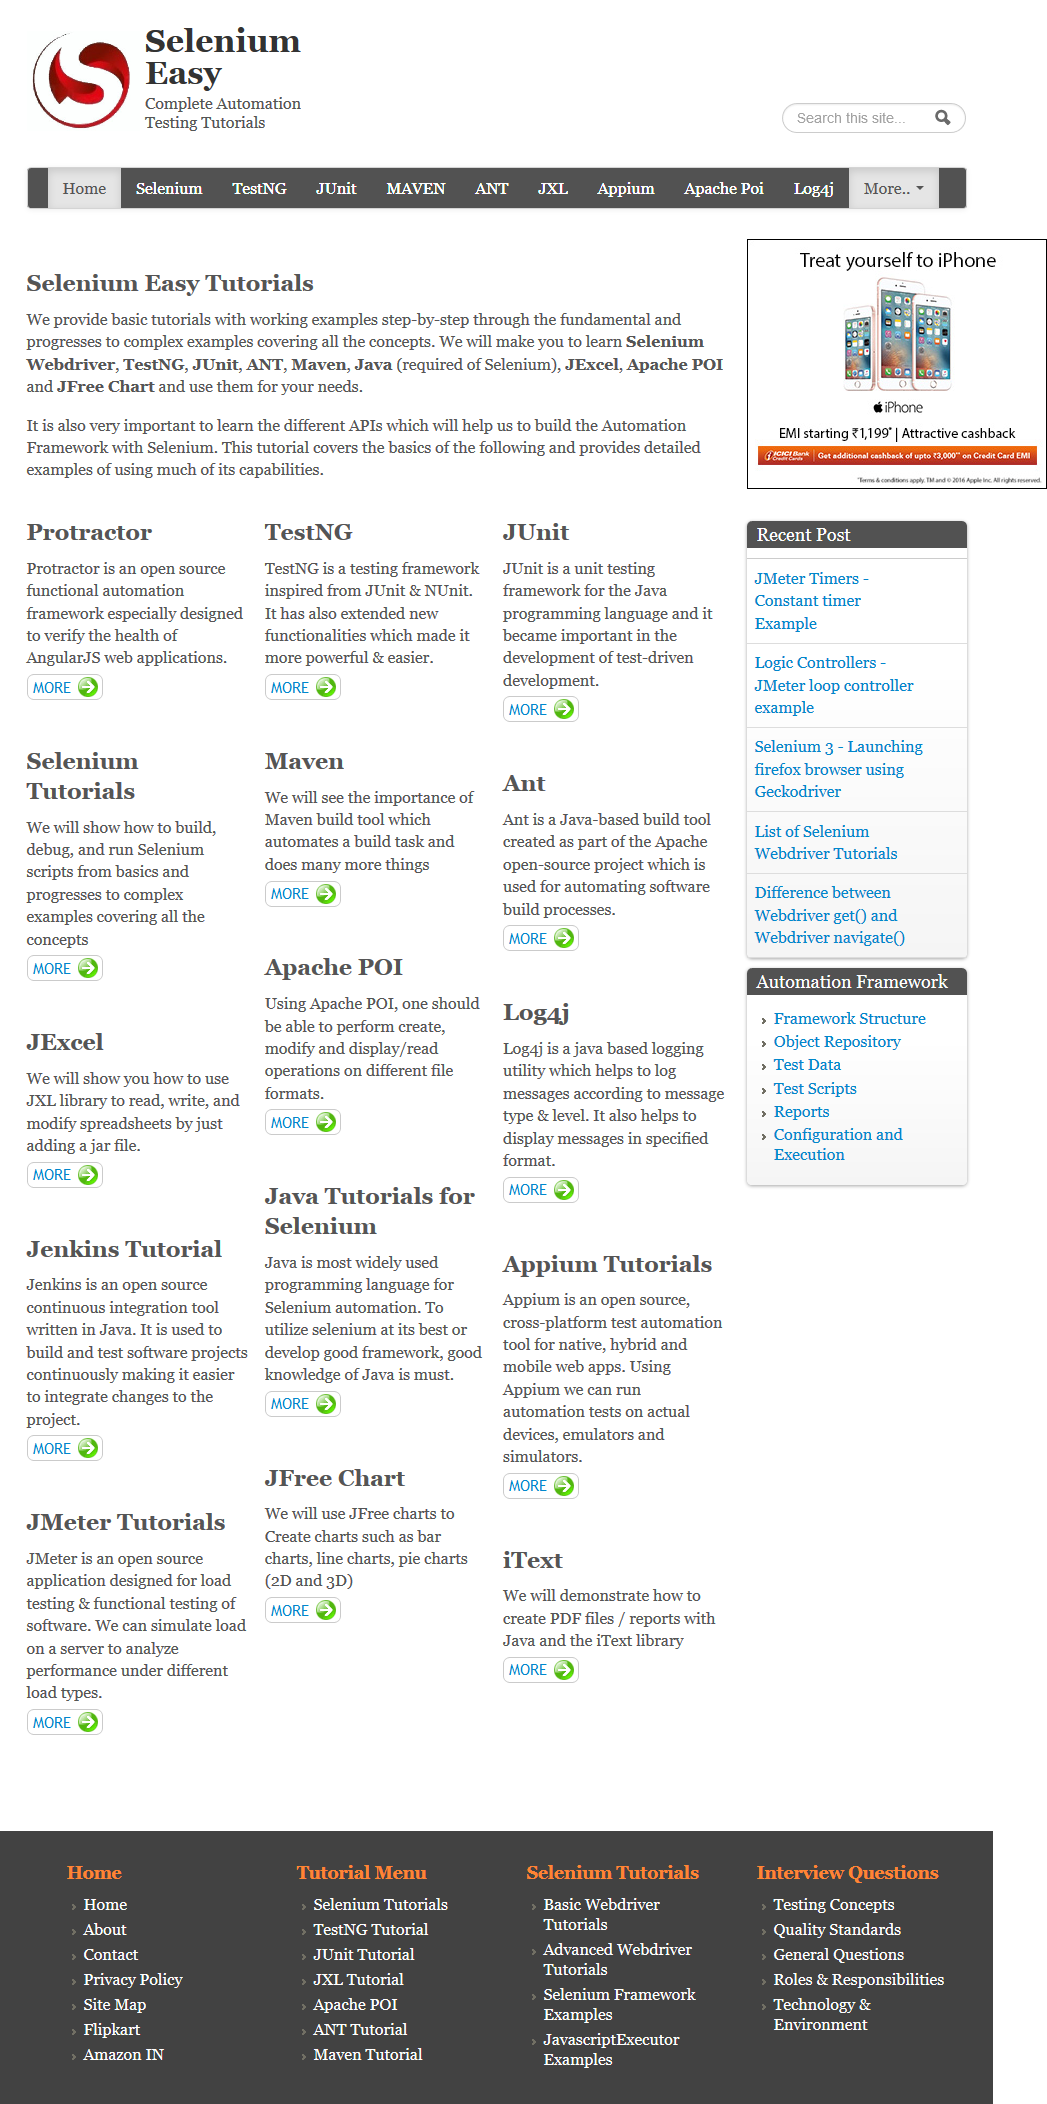 Selenium
Easy
Complete Automation
Testing Tutorials
Search this site...
Home Selenium TestNG JUnit MAVEN ANT JXL Appium Apache Poi Log4j More..
Selenium Easy Tutorials
We provide basic tutorials with working examples step-by-step through the fundamental and
progresses to complex examples covering all the concepts. We will make you to learn Selenium
Webdriver, TestNG, JUnit, ANT, Maven, Java (required of Selenium), JExcel, Apache POI
and JFree Chart and use them for your needs.
It is also very important to learn the different APIs which will help us to build the Automation
Framework with Selenium. This tutorial covers the basics of the following and provides detailed
examples of using much of its capabilities.
Protractor
Protractor is an open source
functional automation
framework especially designed
to verify the health of
AngularJS web applications.
MORE
Selenium
Tutorials
We will show how to build,
debug, and run Selenium
scripts from basics and
progresses to complex
examples covering all the
concepts
MORE
JExcel
We will show you how to use
JXL library to read, write, and
modify spreadsheets by just
adding a jar file.
MORE
Jenkins Tutorial
Jenkins is an open source
continuous integration tool
written in Java. It is used to
build and test software projects
continuously making it easier
to integrate changes to the
project.
MORE
JMeter Tutorials
JMeter is an open source
application designed for load
testing & functional testing of
software. We can simulate load
on a server to analyze
performance under different
load types.
MORE
TestNG
TestNG is a testing framework
inspired from JUnit & NUnit.
It has also extended new
functionalities which made it
more powerful & easier.
MORE
Maven
We will see the importance of
Maven build tool which
automates a build task and
does many more things
MORE
Apache POI
Using Apache POI, one should
be able to perform create,
modify and display/read
operations on different file
formats.
MORE
Java Tutorials for
Selenium
Java is most widely used
programming language for
Selenium automation. To
utilize selenium at its best or
develop good framework, good
knowledge of Java is must.
MORE
JFree Chart
We will use JFree charts to
Create charts such as bar
charts, line charts, pie charts
(2D and 3D)
MORE
JUnit
JUnit is a unit testing
framework for the Java
programming language and it
became important in the
development of test-driven
development.
MORE
Ant
Ant is a Java-based build tool
created as part of the Apache
open-source project which is
used for automating software
build processes.
MORE
Log4j
Log4j is a java based logging
utility which helps to log
messages according to message
type & level. It also helps to
display messages in specified
format.
MORE
Appium Tutorials
Appium is an open source,
cross-platform test automation
tool for native, hybrid and
mobile web apps. Using
Appium we can run
automation tests on actual
devices, emulators and
simulators.
MORE
iText
We will demonstrate how to
create PDF files / reports with
Java and the iText library
MORE
Treat yourself to iPhone
iPhone
EMI starting ₹1,199* | Attractive cashback
ICICI Bank
Credit Cards
Get additional cashback of upto ₹3,000** on Credit Card EMI
*Terms & conditions apply. TM and © 2016 Apple Inc. All rights reserved.
Recent Post
JMeter Timers -
Constant timer
Example
Logic Controllers -
JMeter loop controller
example
Selenium 3 - Launching
firefox browser using
Geckodriver
List of Selenium
Webdriver Tutorials
Difference between
Webdriver get() and
Webdriver navigate()
Automation Framework
Framework Structure
Object Repository
Test Data
Test Scripts
Reports
Configuration and
Execution
Home
Home
About
Contact
Privacy Policy
Site Map
Flipkart
Amazon IN
Tutorial Menu
Selenium Tutorials
TestNG Tutorial
JUnit Tutorial
JXL Tutorial
Apache POI
ANT Tutorial
Maven Tutorial
Selenium Tutorials
Basic Webdriver
Tutorials
Advanced Webdriver
Tutorials
Selenium Framework
Examples
JavascriptExecutor
Examples
Interview Questions
Testing Concepts
Quality Standards
General Questions
Roles & Responsibilities
Technology &
Environment